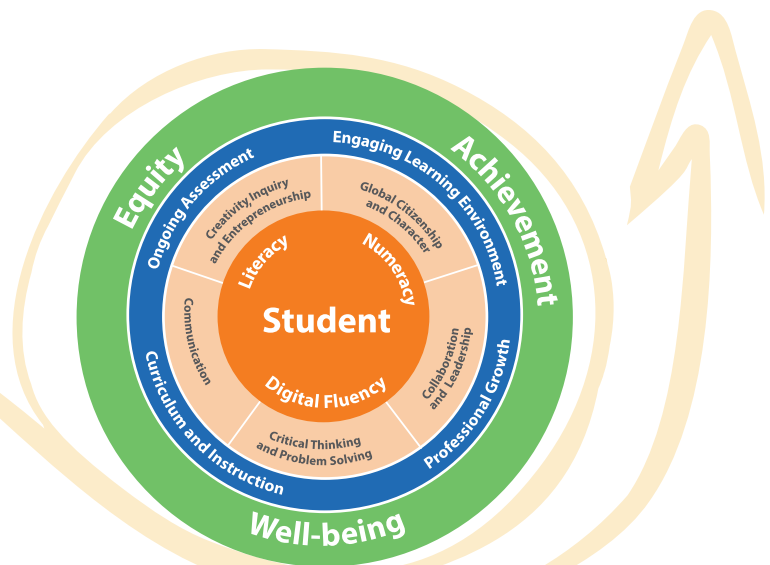 Equity
Achievement
Well-being
Ongoing Assessment
Engaging Learning Environment
Professional Growth
Curriculum and Instruction
Creativity, Inquiry
and Entrepreneurship
Global Citizenship
and Character
Collaboration
and Leadership
Critical Thinking
and Problem Solving
Communication
Literacy
Numeracy
Student
Digital Fluency